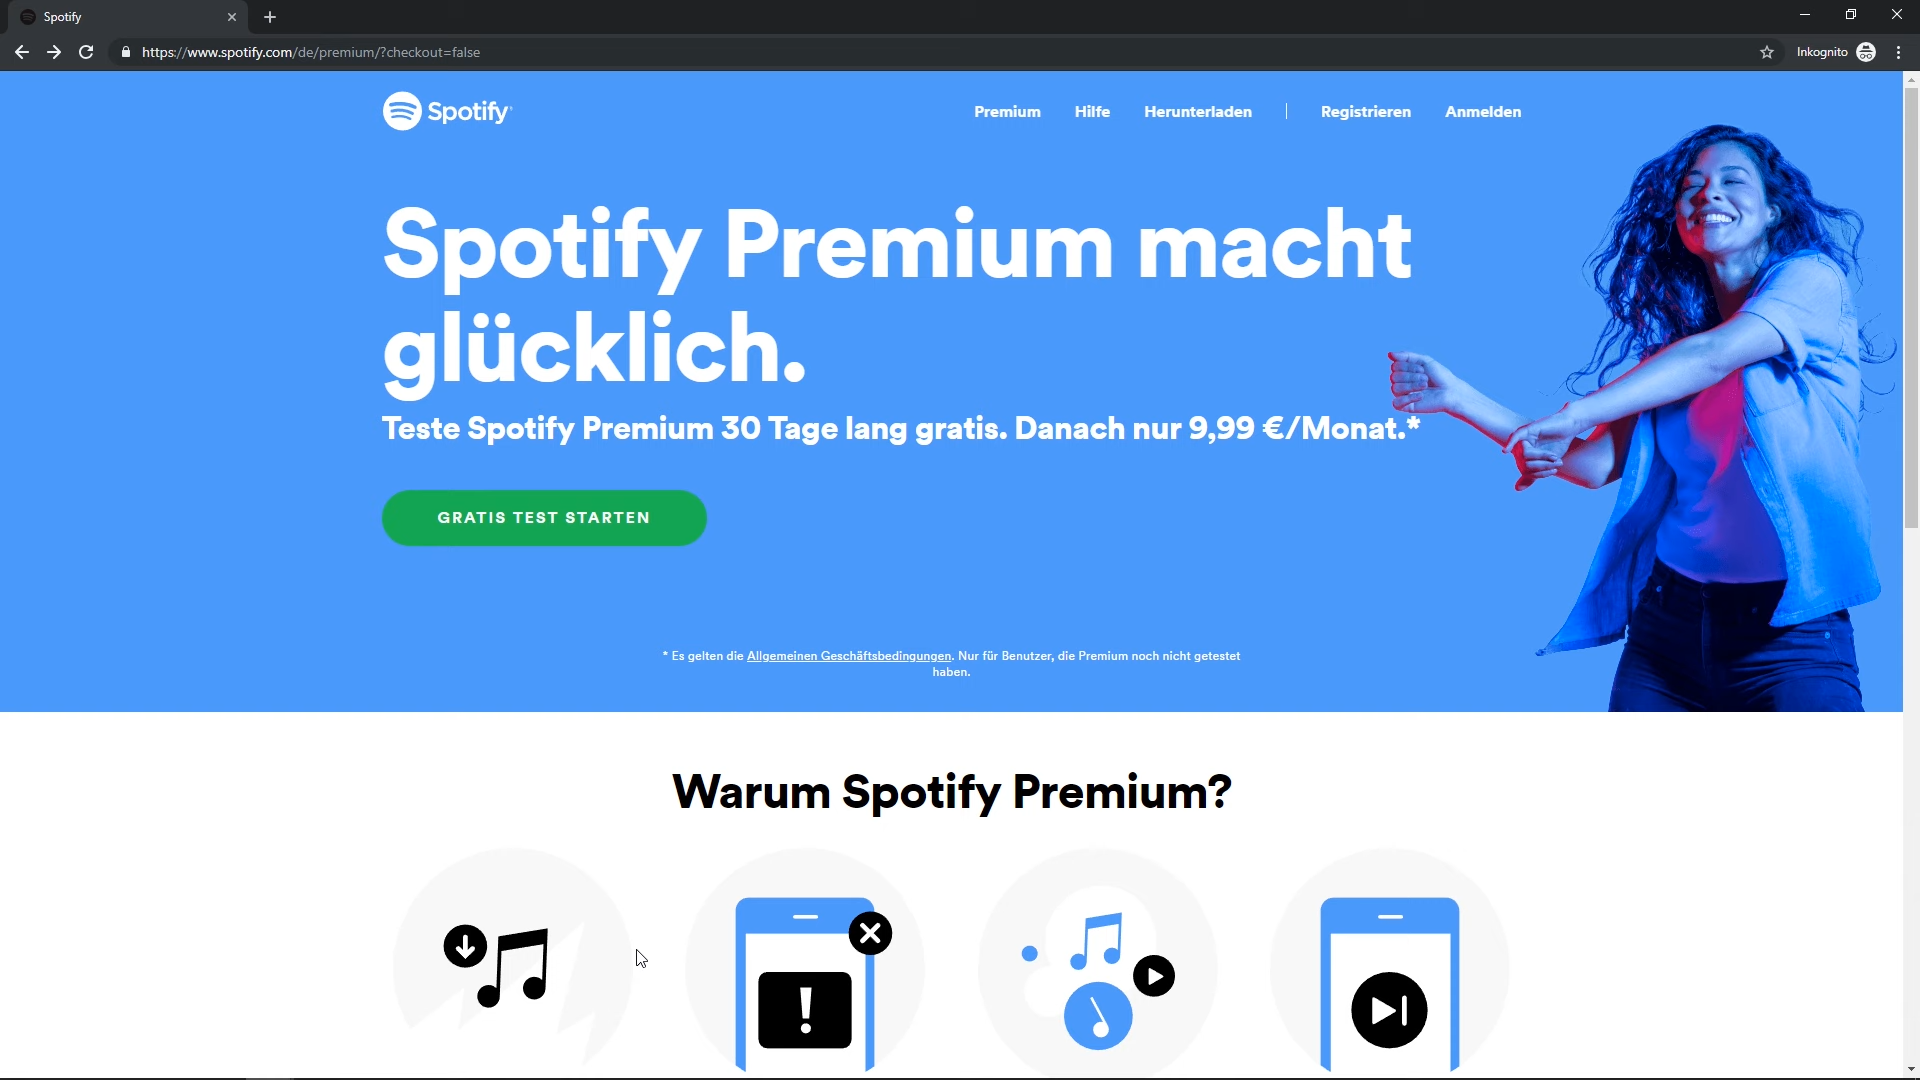 Spotify
https://www.spotify.com/de/premium/?checkout=false
Inkognito
Spotify
Premium
Hilfe
Herunterladen
Registrieren
Anmelden
Spotify Premium macht
glücklich.
Teste Spotify Premium 30 Tage lang gratis. Danach nur 9,99 €/Monat.*
GRATIS TEST STARTEN
* Es gelten die Allgemeinen Geschäftsbedingungen. Nur für Benutzer, die Premium noch nicht getestet
haben.
Warum Spotify Premium?